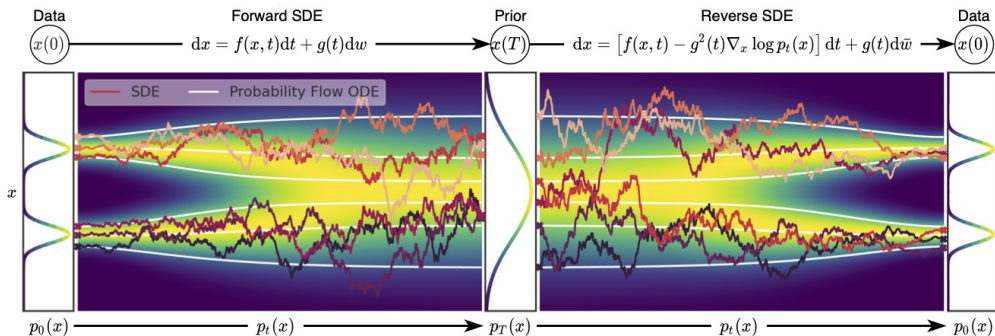 Data Forward SDE Prior Reverse SDE Data
x(0) dx = f(x, t)dt + g(t)dw x(T) dx = [f(x, t) − g²(t)∇ₓ log pₜ(x)] dt + g(t)dw̄ x(0)
SDE Probability Flow ODE
x
p₀(x) pₜ(x) p_T(x) pₜ(x) p₀(x)